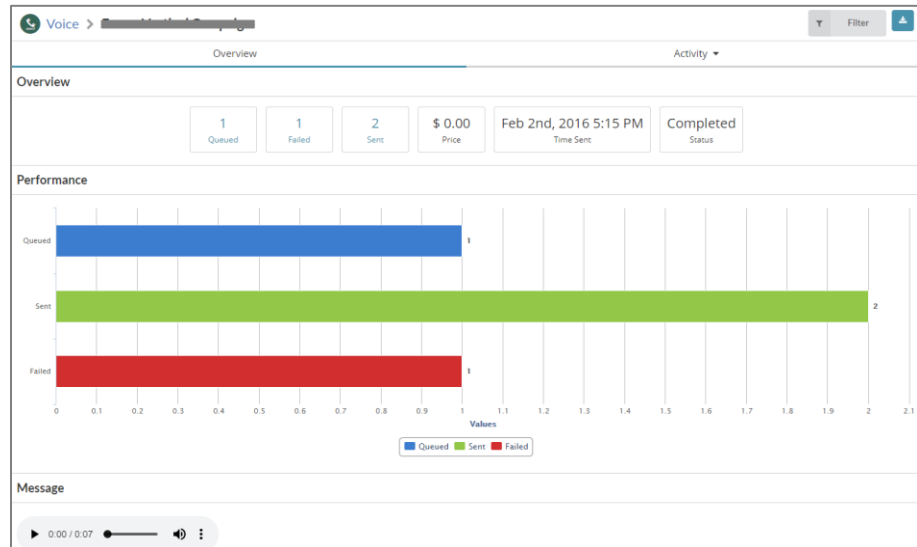 Voice >
Filter
Overview Activity
Overview
1 1 2 $ 0.00 Feb 2nd, 2016 5:15 PM Completed
Queued Failed Sent Price Time Sent Status
Performance
Queued 1
Sent 2
Failed 1
0 0.1 0.2 0.3 0.4 0.5 0.6 0.7 0.8 0.9 1 1.1 1.2 1.3 1.4 1.5 1.6 1.7 1.8 1.9 2 2.1
Values
Queued Sent Failed
Message
0:00 / 0:07